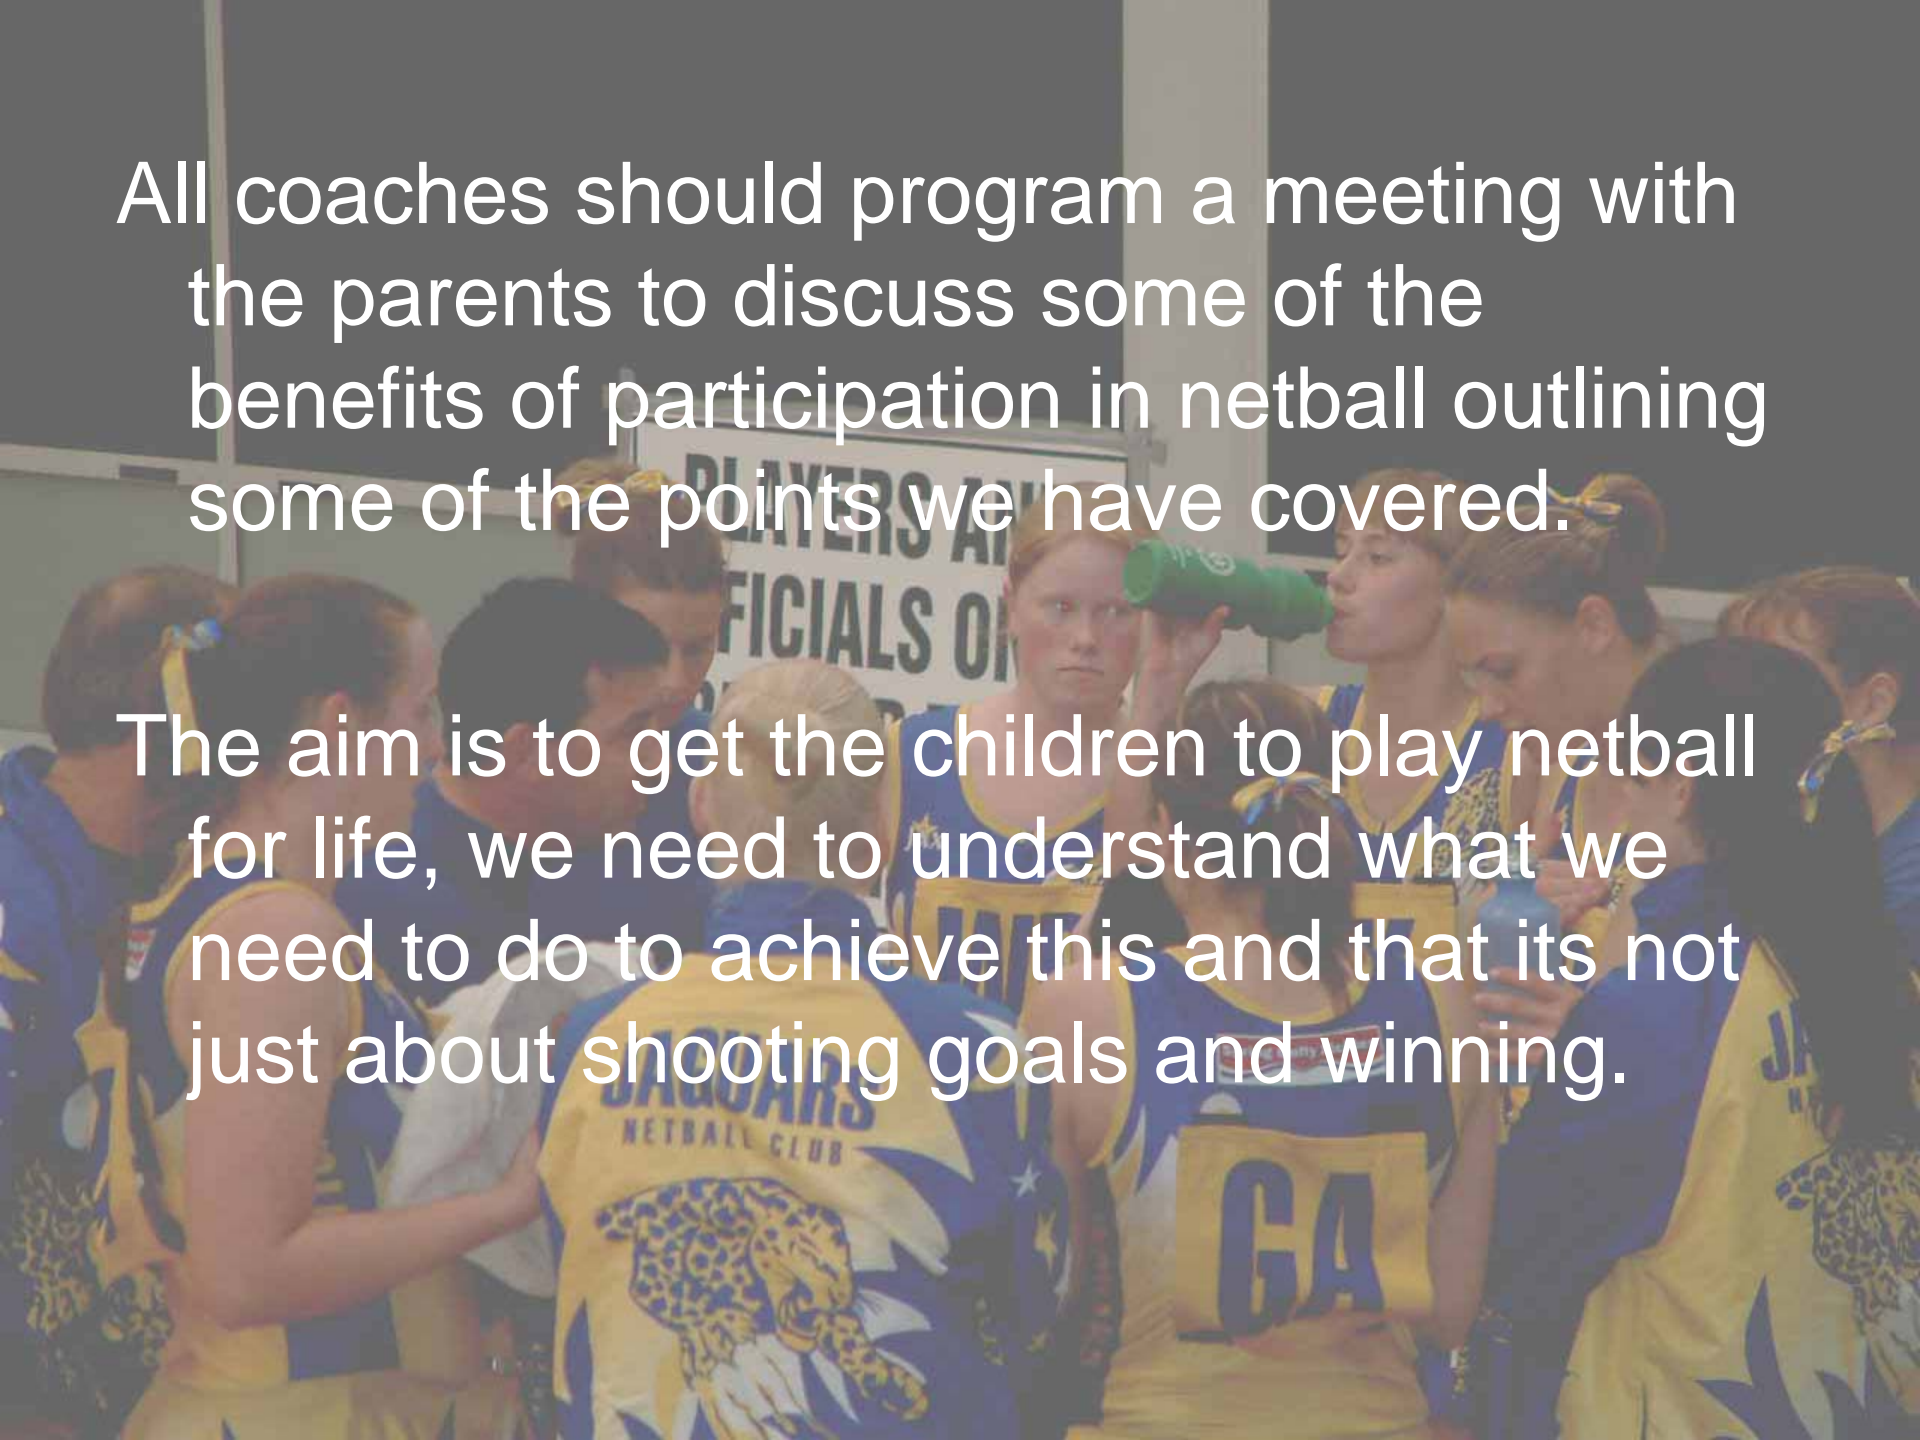 All coaches should program a meeting with
the parents to discuss some of the
benefits of participation in netball outlining
some of the points we have covered.
PLAYERS
The aim is to get the children to play netball
for life, we need to understand what we
need to do to achieve this and that its not
just about shooting goals and winning.
JAGUARS
NETBALL CLUB
GA